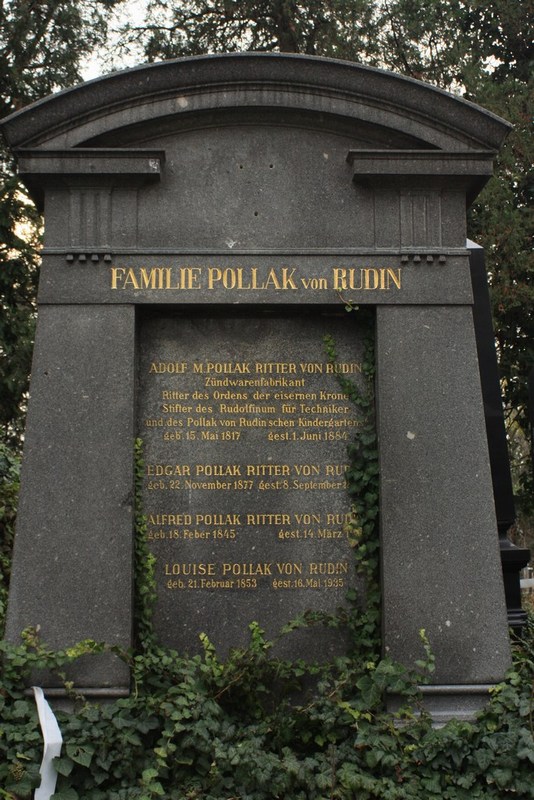 FAMILIE POLLAK von RUDIN
ADOLF M. POLLAK RITTER VON RUDIN
Zündwarenfabrikant
Ritter des Ordens der eisernen Krone
Stifter des Rudolfinum für Techniker
und des Pollak von Rudin'schen Kindergarten
geb. 15. Mai 1817 gest. 1. Juni 1884
EDGAR POLLAK RITTER VON
geb. 22. November 1877 gest. 8. September
ALFRED POLLAK RITTER VON
geb. 18. Feber 1845 gest. 14. März
LOUISE POLLAK VON RUDIN
geb. 21. Februar 1853 gest. 16. Mai